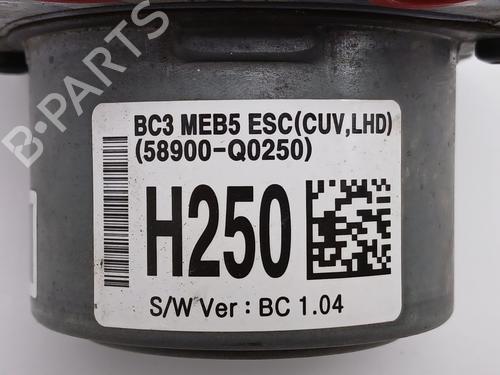 BC3 MEB5 ESC(CUV,LHD)
(58900-Q0250)
H250
S/W Ver : BC 1.04
B-PARTS